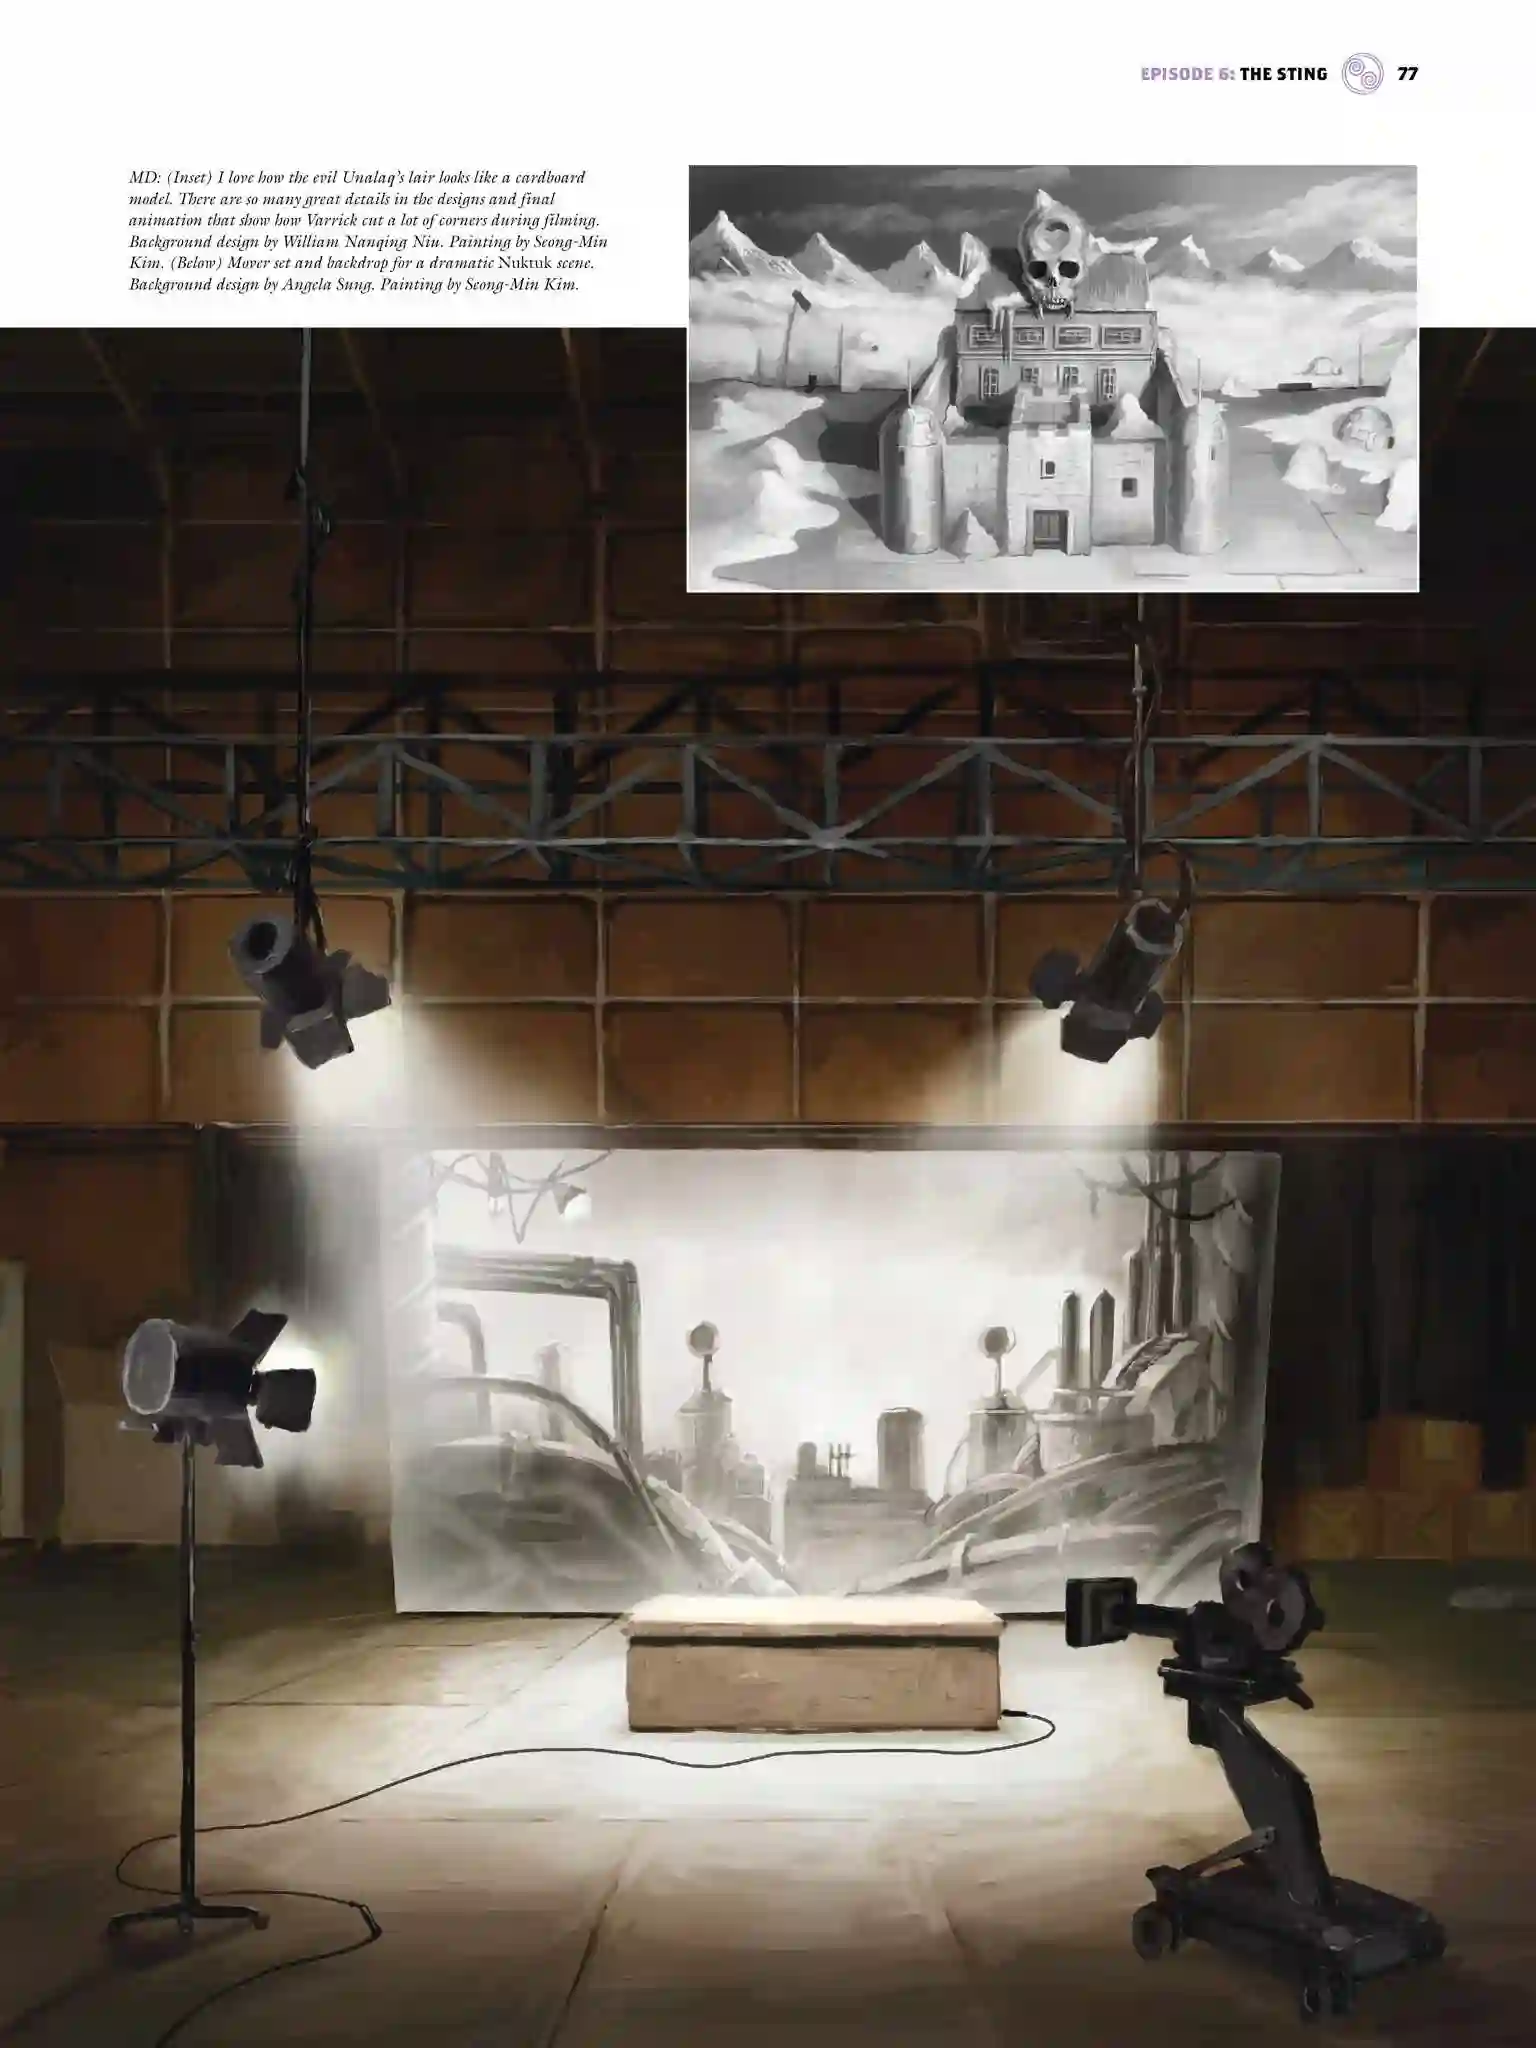 EPISODE 6: THE STING 77
MD: (Inset) I love how the evil Unalaq's lair looks like a cardboard
model. There are so many great details in the designs and final
animation that show how Varrick cut a lot of corners during filming.
Background design by William Nanqing Niu. Painting by Seong-Min
Kim. (Below) Mover set and backdrop for a dramatic Nuktuk scene.
Background design by Angela Sung. Painting by Seong-Min Kim.